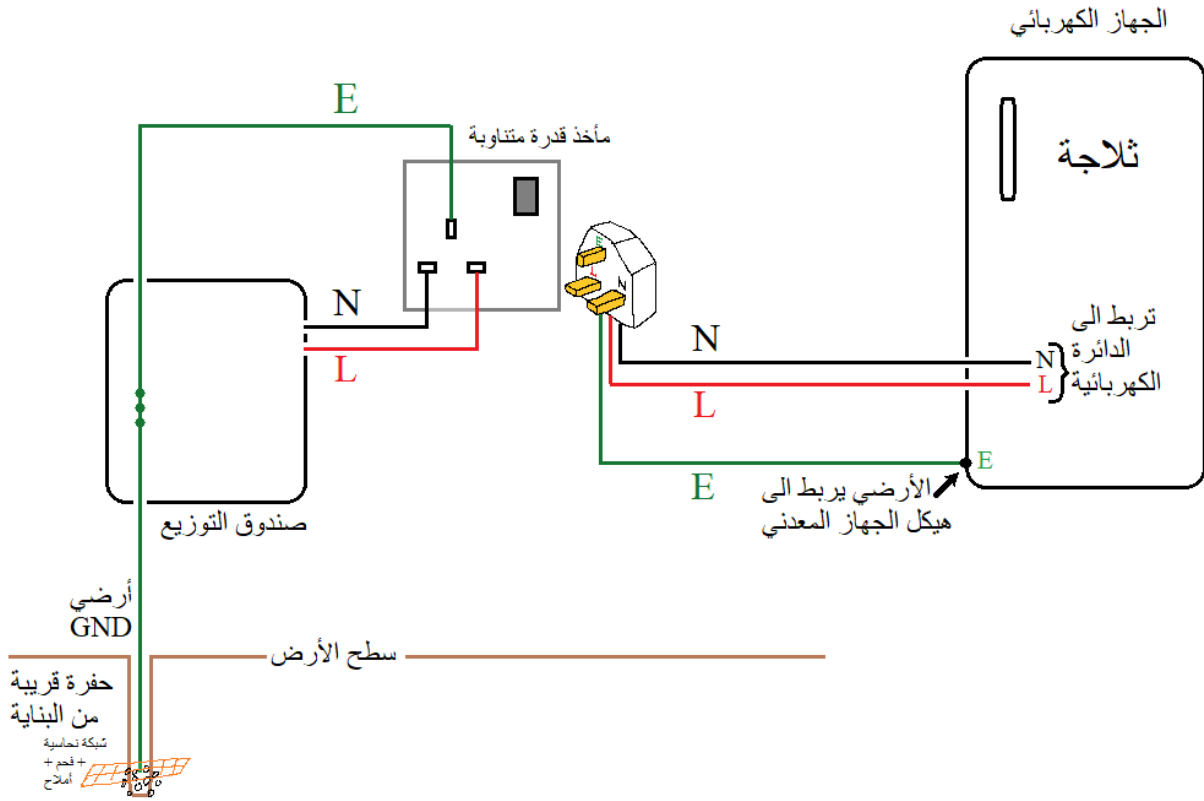 الجهاز الكهربائي
E
مأخذ قدرة متناوبة
ثلاجة
E
L
N
N
L
N
L
تربط الى
الدائرة
الكهربائية
N
L
E
E
الأرضي يربط الى
هيكل الجهاز المعدني
صندوق التوزيع
أرضي
GND
سطح الأرض
حفرة قريبة
من البناية
شبكة نحاسية
+ فحم +
أملاح